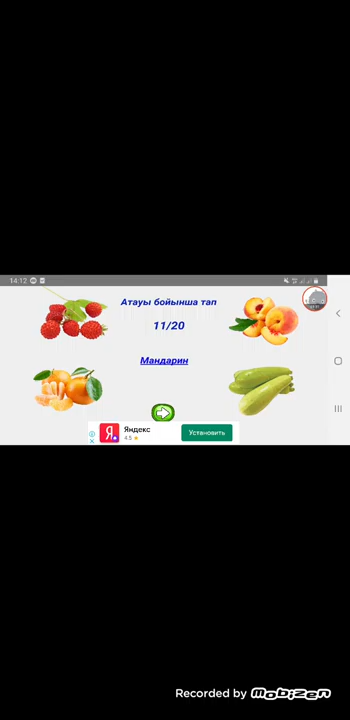 14:12
Атауы бойынша тап
11/20
Мандарин
Я
Яндекс
4.5
Установить
Recorded by mobizen